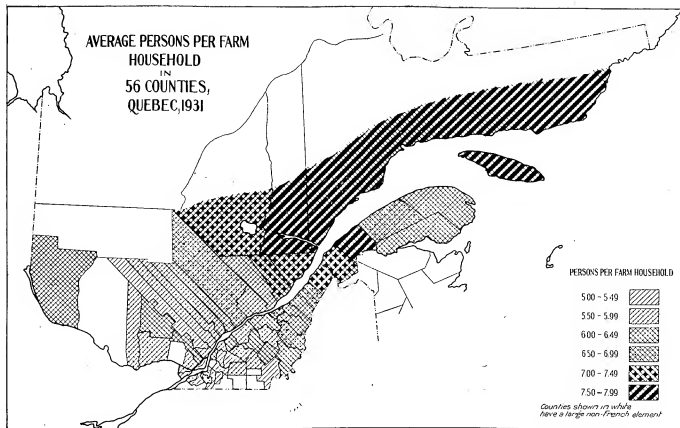 AVERAGE PERSONS PER FARM
HOUSEHOLD
IN
56 COUNTIES,
QUEBEC, 1931
PERSONS PER FARM HOUSEHOLD
5.00 - 5.49
5.50 - 5.99
6.00 - 6.49
6.50 - 6.99
7.00 - 7.49
7.50 - 7.99
Counties shown in white
have a large non-french element